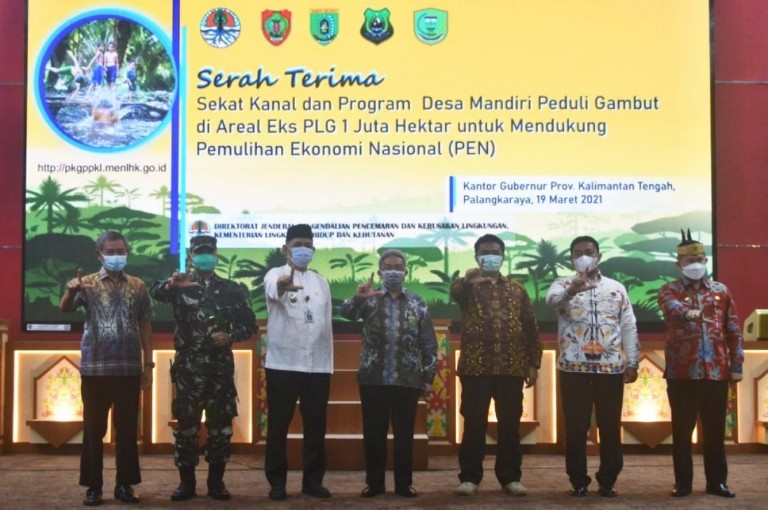 Serah Terima
Sekat Kanal dan Program Desa Mandiri Peduli Gambut
di Areal Eks PLG 1 Juta Hektar untuk Mendukung
Pemulihan Ekonomi Nasional (PEN)
http://pkgppkl.menlhk.go.id
Kantor Gubernur Prov. Kalimantan Tengah,
Palangkaraya, 19 Maret 2021
DIREKTORAT JENDERAL PENGENDALIAN PENCEMARAN DAN KERUSAKAN LINGKUNGAN,
KEMENTERIAN LINGKUNGAN HIDUP DAN KEHUTANAN